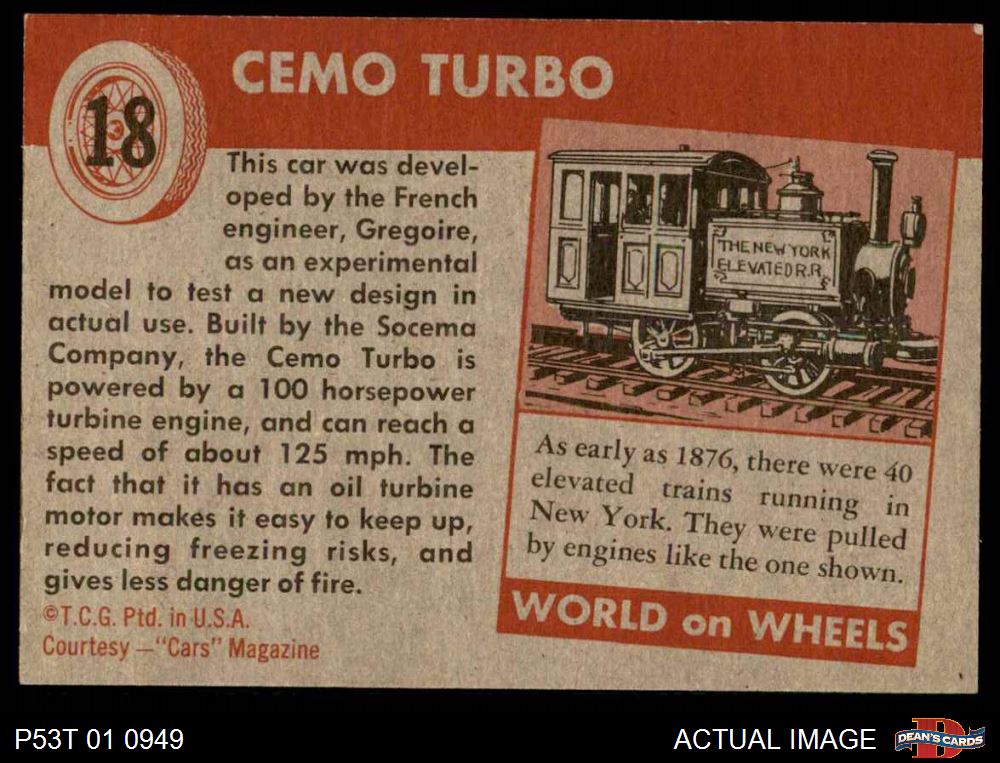 18
CEMO TURBO
This car was devel-
oped by the French
engineer, Gregoire,
as an experimental
model to test a new design in
actual use. Built by the Socema
Company, the Cemo Turbo is
powered by a 100 horsepower
turbine engine, and can reach a
speed of about 125 mph. The
fact that it has an oil turbine
motor makes it easy to keep up,
reducing freezing risks, and
gives less danger of fire.
©T.C.G. Ptd. in U.S.A.
Courtesy—"Cars" Magazine
THE NEW YORK
ELEVATED R.R.
As early as 1876, there were 40
elevated trains running in
New York. They were pulled
by engines like the one shown.
WORLD on WHEELS
P53T 01 0949
ACTUAL IMAGE
D
DEAN'S CARDS